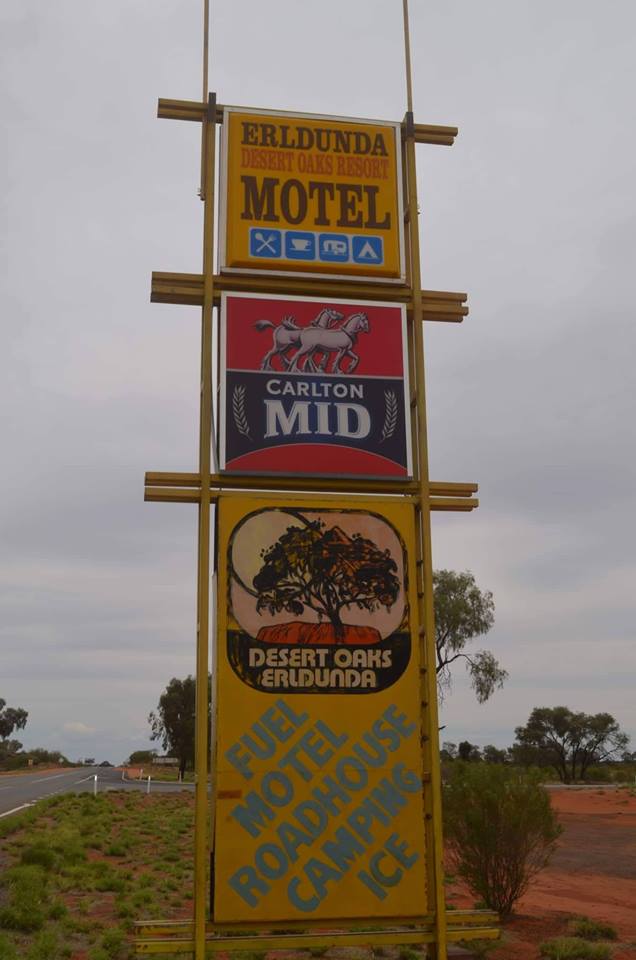 ERLDUNDA
DESERT OAKS RESORT
MOTEL
CARLTON
MID
DESERT OAKS
ERLDUNDA
FUEL
MOTEL
ROADHOUSE
CAMPING
ICE